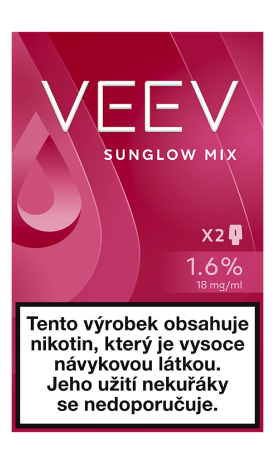 VEEV
SUNGLOW MIX
X2
1.6%
18 mg/ml
Tento výrobek obsahuje
nikotin, který je vysoce
návykovou látkou.
Jeho užití nekuřáky
se nedoporučuje.